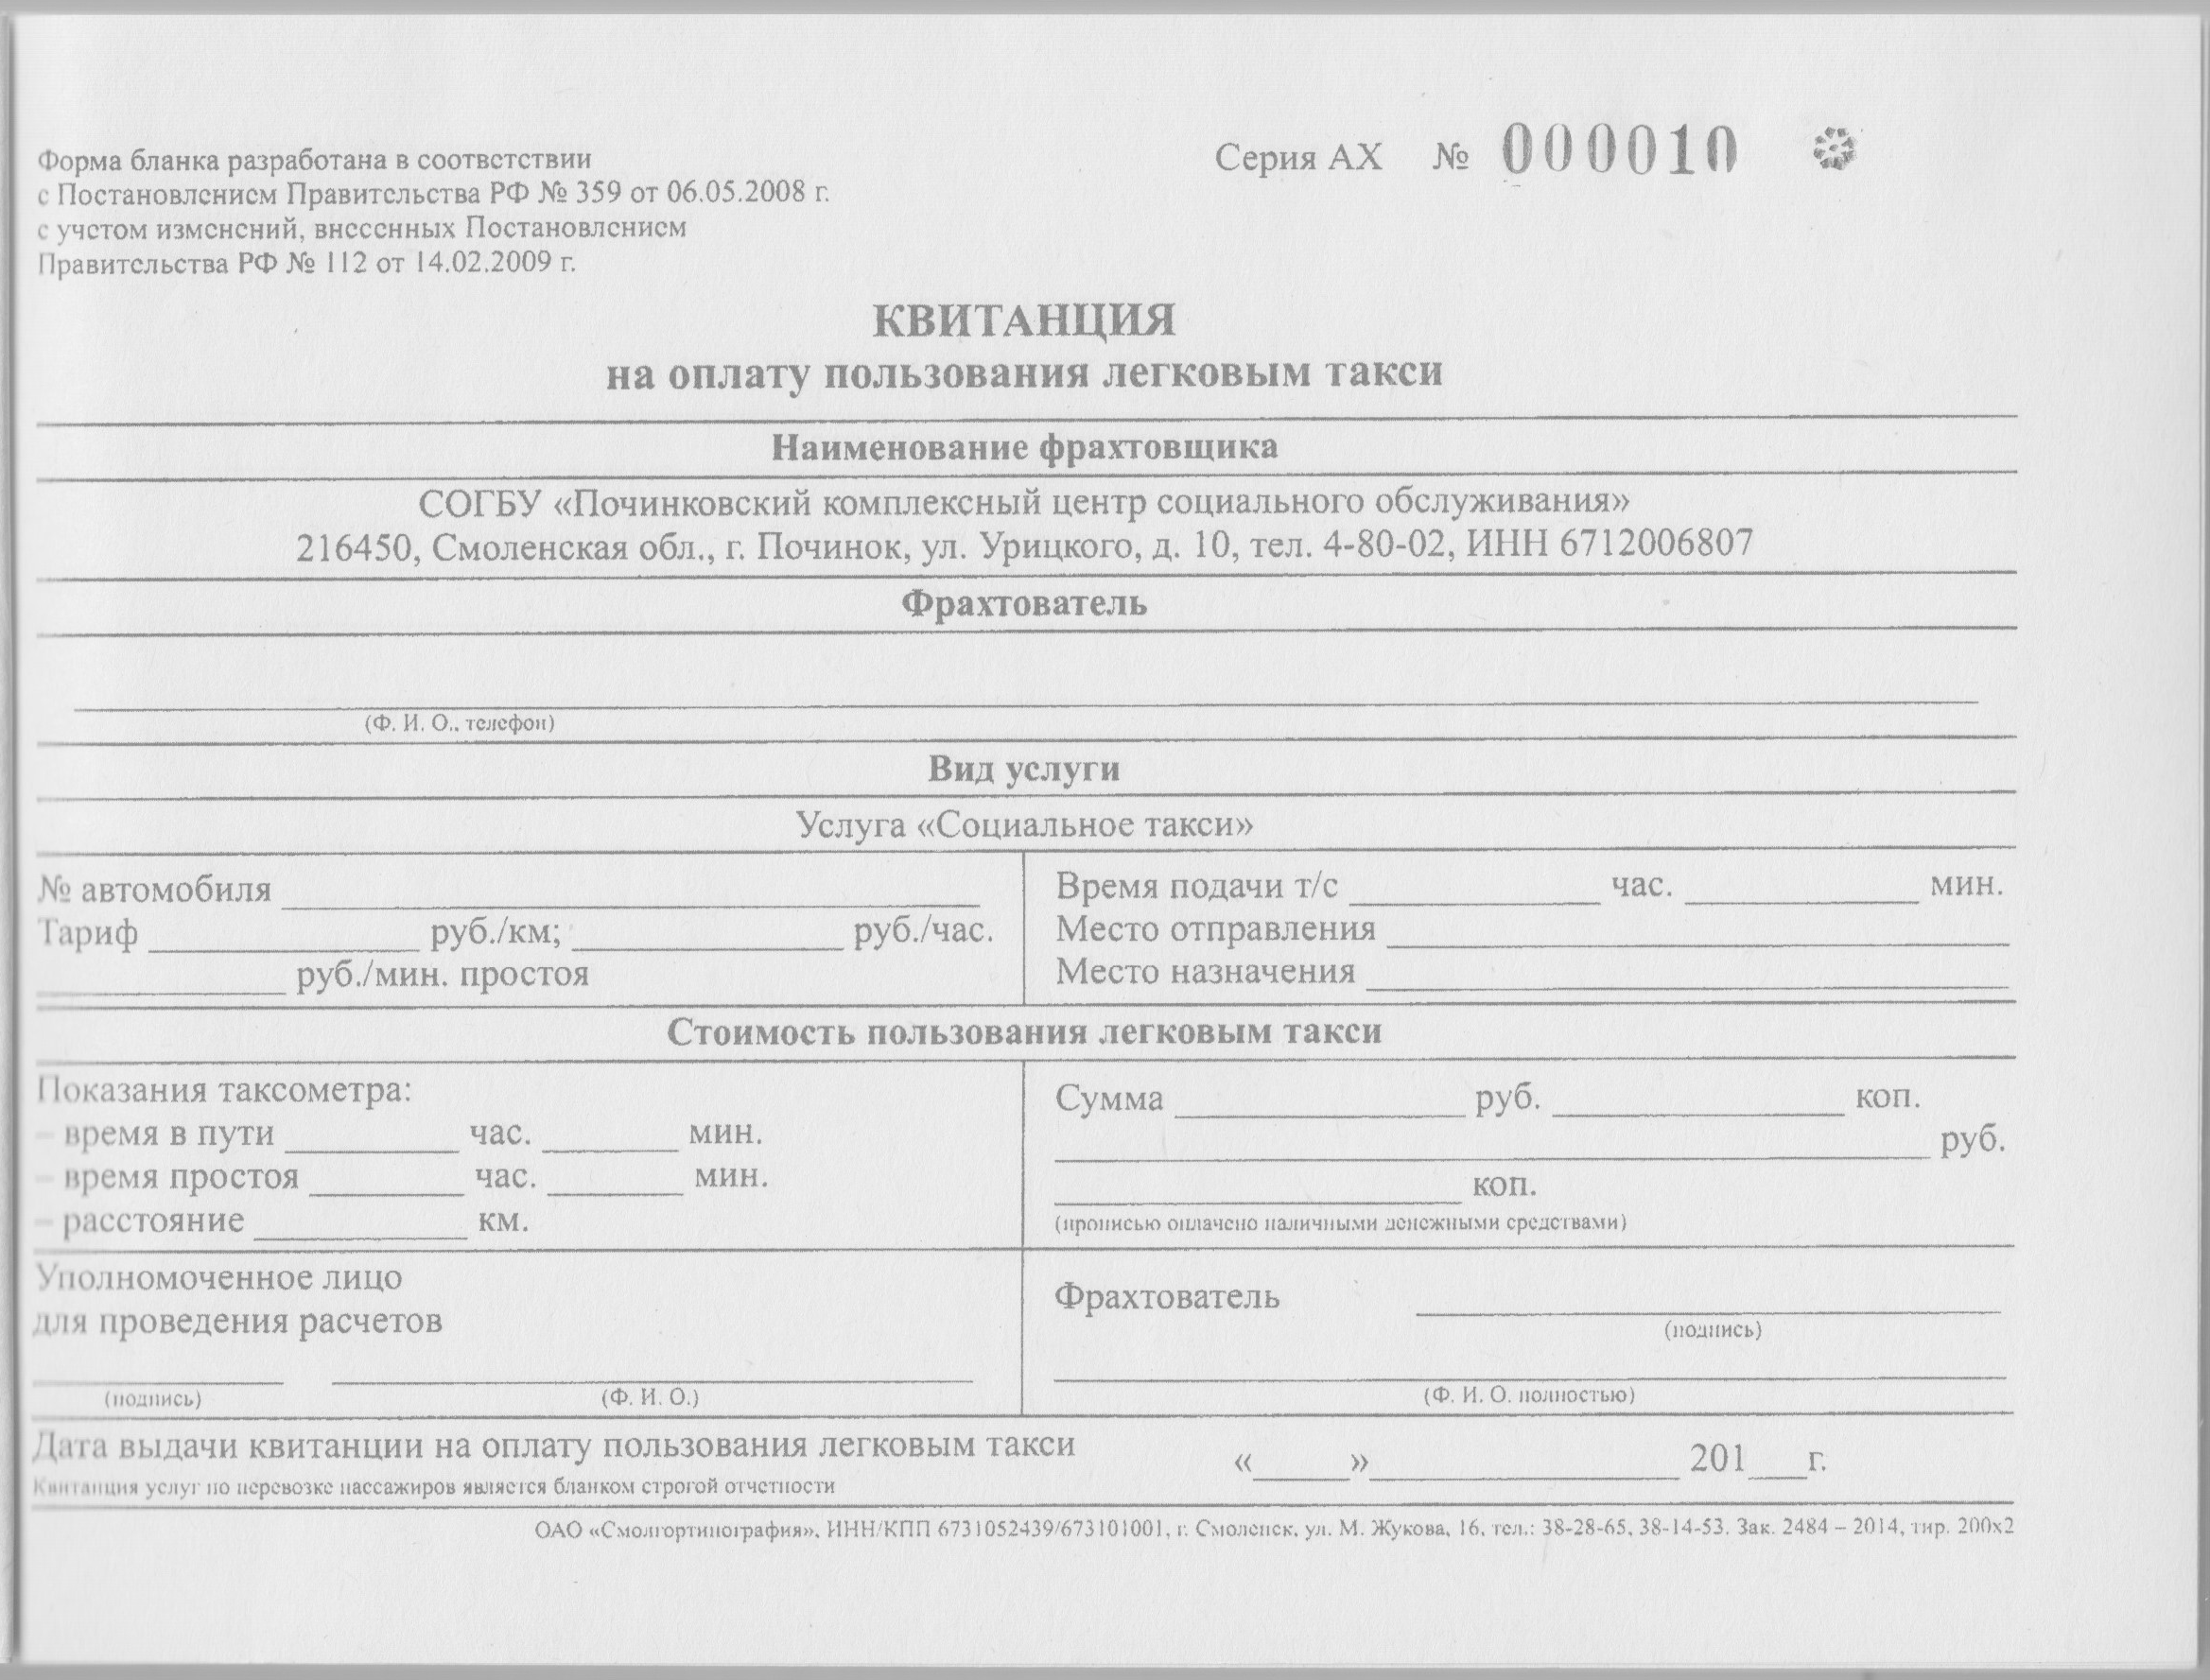 Форма бланка разработана в соответствии
с Постановлением Правительства РФ № 359 от 06.05.2008 г.
с учетом изменений, внесенных Постановлением
Правительства РФ № 112 от 14.02.2009 г.
Серия АХ № 000010
КВИТАНЦИЯ
на оплату пользования легковым такси
Наименование фрахтовщика
СОГБУ «Починковский комплексный центр социального обслуживания»
216450, Смоленская обл., г. Починок, ул. Урицкого, д. 10, тел. 4-80-02, ИНН 6712006807
Фрахтователь
(Ф. И. О., телефон)
Вид услуги
Услуга «Социальное такси»
№ автомобиля
Тариф руб./км; руб./час.
руб./мин. простоя
Время подачи т/с час. мин.
Место отправления
Место назначения
Стоимость пользования легковым такси
Показания таксометра:
– время в пути час. мин.
– время простоя час. мин.
– расстояние км.
Сумма руб. коп.
руб.
коп.
(прописью оплачено наличными денежными средствами)
Уполномоченное лицо
для проведения расчетов
(подпись) (Ф. И. О.)
Фрахтователь
(подпись)
(Ф. И. О. полностью)
Дата выдачи квитанции на оплату пользования легковым такси « » 201 г.
Квитанция услуг по перевозке пассажиров является бланком строгой отчетности
ОАО «Смолгортипография», ИНН/КПП 6731052439/673101001, г. Смоленск, ул. М. Жукова, 16, тел.: 38-28-65, 38-14-53. Зак. 2484 – 2014, тир. 200х2